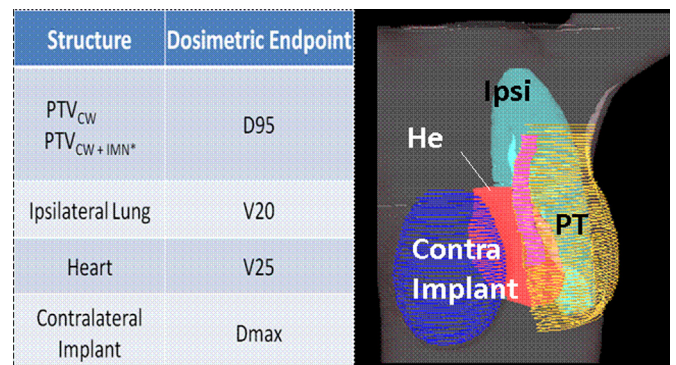 Structure Dosimetric Endpoint
PTVCW
PTVCW + IMN*
D95
Ipsilateral Lung V20
Heart V25
Contralateral
Implant
Dmax
Ipsi
He
PT
Contra
Implant